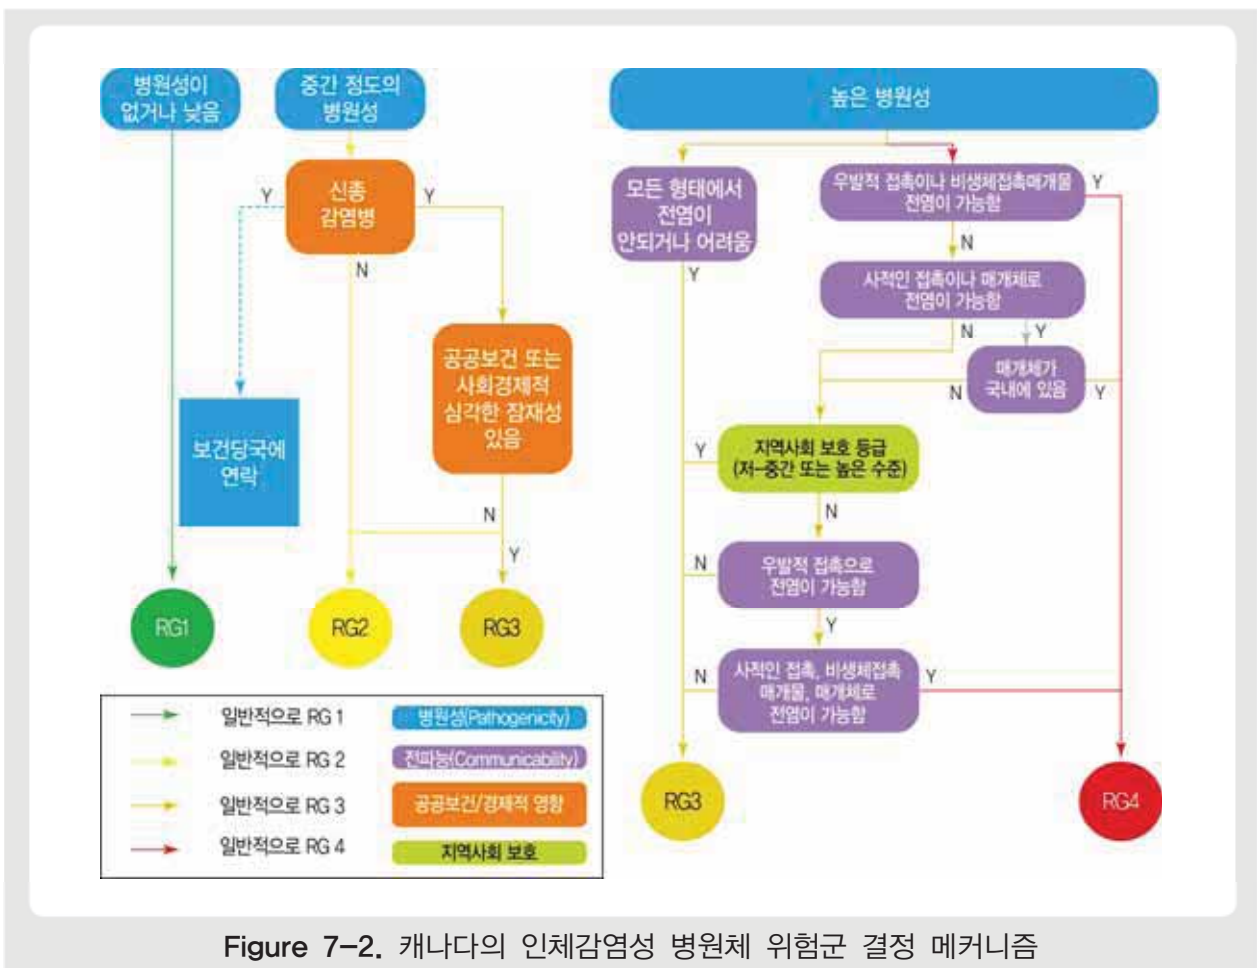 병원성이
없거나 낮음
중간 정도의
병원성
높은 병원성
Y
신종
감염병
Y
N
모든 형태에서
전염이
안되거나 어려움
Y
우발적 접촉이나 비생체접촉매개물
전염이 가능함
Y
N
사적인 접촉이나 매개체로
전염이 가능함
N
Y
매개체가
국내에 있음
N
Y
공공보건 또는
사회경제적
심각한 잠재성
있음
보건당국에
연락
N
Y
Y
지역사회 보호 등급
(저-중간 또는 높은 수준)
N
N
우발적 접촉으로
전염이 가능함
Y
N
사적인 접촉, 비생체접촉
매개물, 매개체로
전염이 가능함
Y
RG1
RG2
RG3
RG3
RG4
일반적으로 RG 1
병원성(Pathogenicity)
일반적으로 RG 2
전파능(Communicability)
일반적으로 RG 3
공공보건/경제적 영향
일반적으로 RG 4
지역사회 보호
Figure 7-2. 캐나다의 인체감염성 병원체 위험군 결정 메커니즘